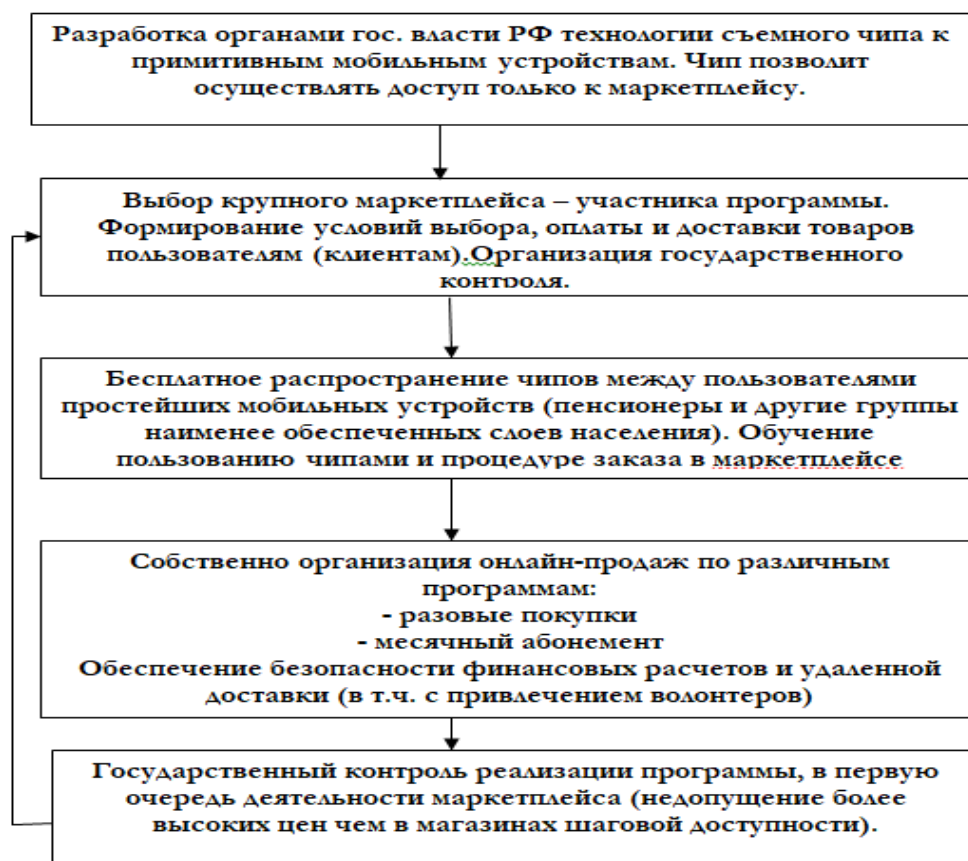 Разработка органами гос. власти РФ технологии съемного чипа к
примитивным мобильным устройствам. Чип позволит
осуществлять доступ только к маркетплейсу.
Выбор крупного маркетплейса – участника программы.
Формирование условий выбора, оплаты и доставки товаров
пользователям (клиентам).Организация государственного
контроля.
Бесплатное распространение чипов между пользователями
простейших мобильных устройств (пенсионеры и другие группы
наименее обеспеченных слоев населения). Обучение
пользованию чипами и процедуре заказа в маркетплейсе
Собственно организация онлайн-продаж по различным
программам:
- разовые покупки
- месячный абонемент
Обеспечение безопасности финансовых расчетов и удаленной
доставки (в т.ч. с привлечением волонтеров)
Государственный контроль реализации программы, в первую
очередь деятельности маркетплейса (недопущение более
высоких цен чем в магазинах шаговой доступности).